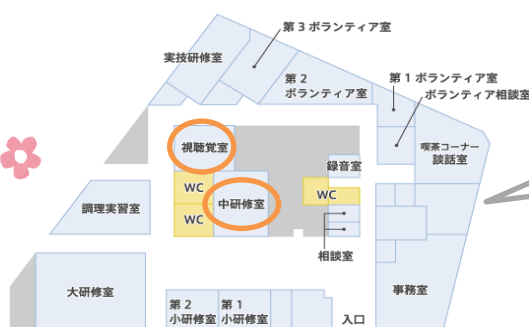 第3ボランティア室
実技研修室
第2
ボランティア室
第1ボランティア室
ボランティア相談室
喫茶コーナー
談話室
視聴覚室
録音室
WC
WC
中研修室
WC
調理実習室
相談室
大研修室
事務室
第2
小研修室
第1
小研修室
入口